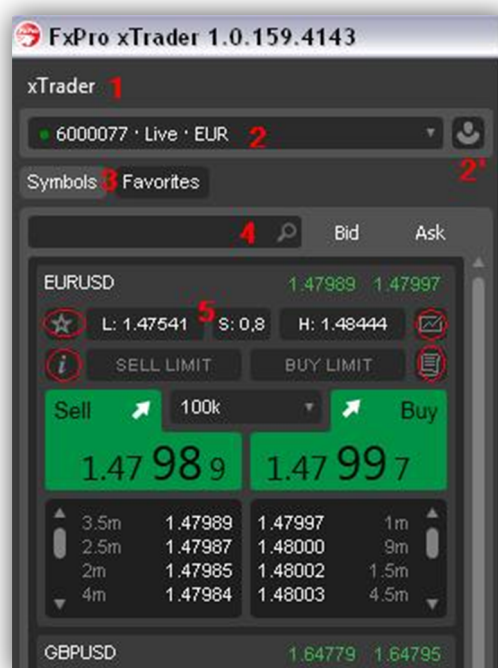 FxPro xTrader 1.0.159.4143
xTrader 1
6000077 · Live · EUR 2
2'
Symbols 3 Favorites
4 Bid Ask
EURUSD 1.47989 1.47997
5
L: 1.47541 S: 0,8 H: 1.48444
i SELL LIMIT BUY LIMIT
Sell 100k Buy
1.47 98 9 1.47 99 7
3.5m 1.47989 1.47997 1m
2.5m 1.47987 1.48000 9m
2m 1.47985 1.48002 1.5m
4m 1.47984 1.48003 4.5m
GBPUSD 1.64779 1.64795